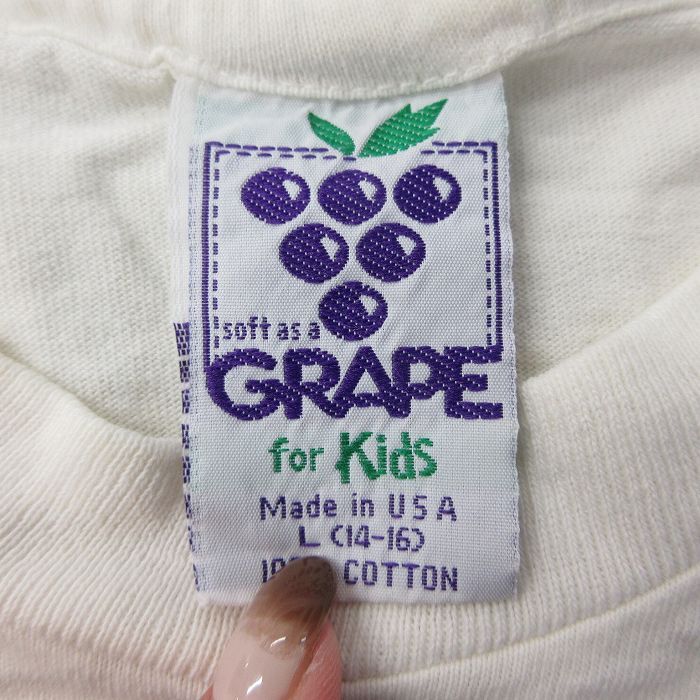 soft as a
GRAPE
for Kids
Made in USA
L (14-16)
COTTON